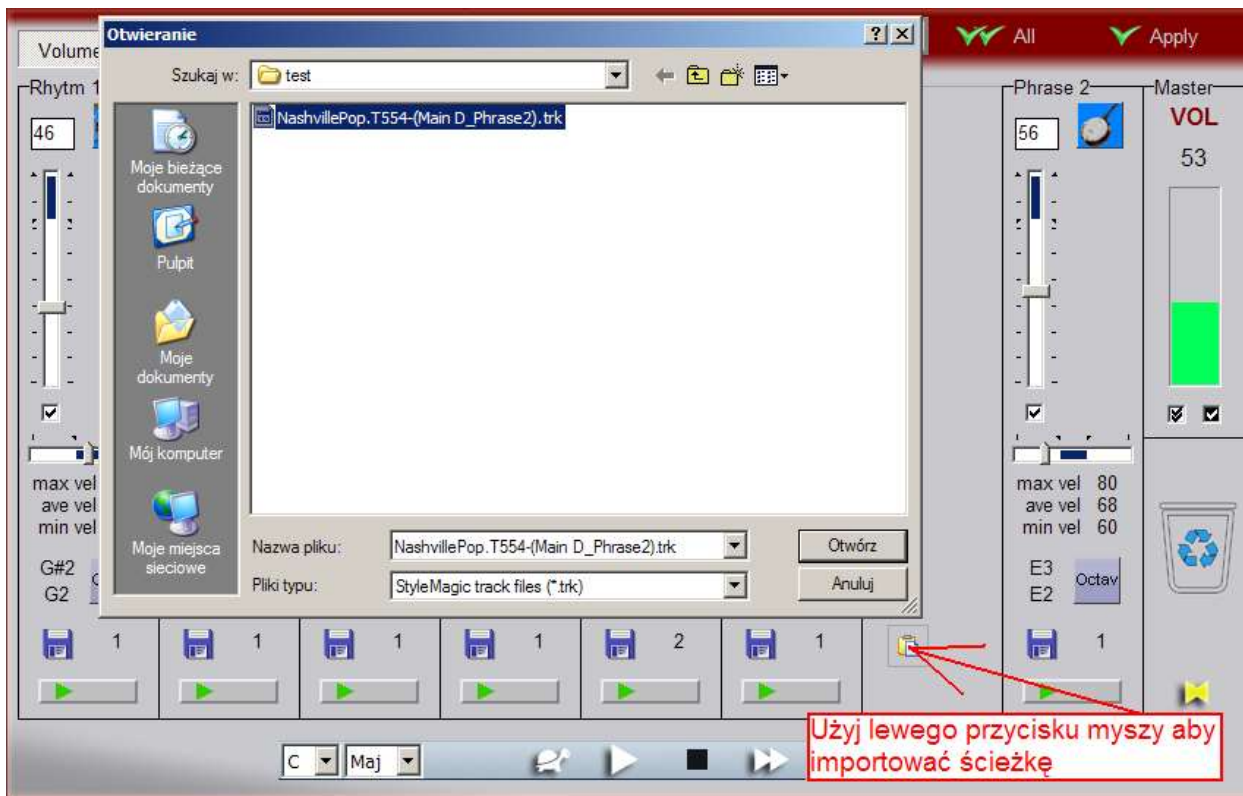 Otwieranie
Volume
All
Apply
Szukaj w:
test
Rhytm 1
46
NashvillePop.T554-(Main D_Phrase2).trk
Phrase 2
56
Master
VOL
53
Moje bieżące
dokumenty
Pulpit
Moje
dokumenty
Mój komputer
Moje miejsca
sieciowe
max vel
ave vel
min vel
G#2
G2
Nazwa pliku:
NashvillePop.T554-(Main D_Phrase2).trk
Otwórz
Pliki typu:
StyleMagic track files (*.trk)
Anuluj
max vel 80
ave vel 68
min vel 60
E3
E2
Octav
1
1
1
1
2
1
1
Użyj lewego przycisku myszy aby
importować ścieżkę
C
Maj